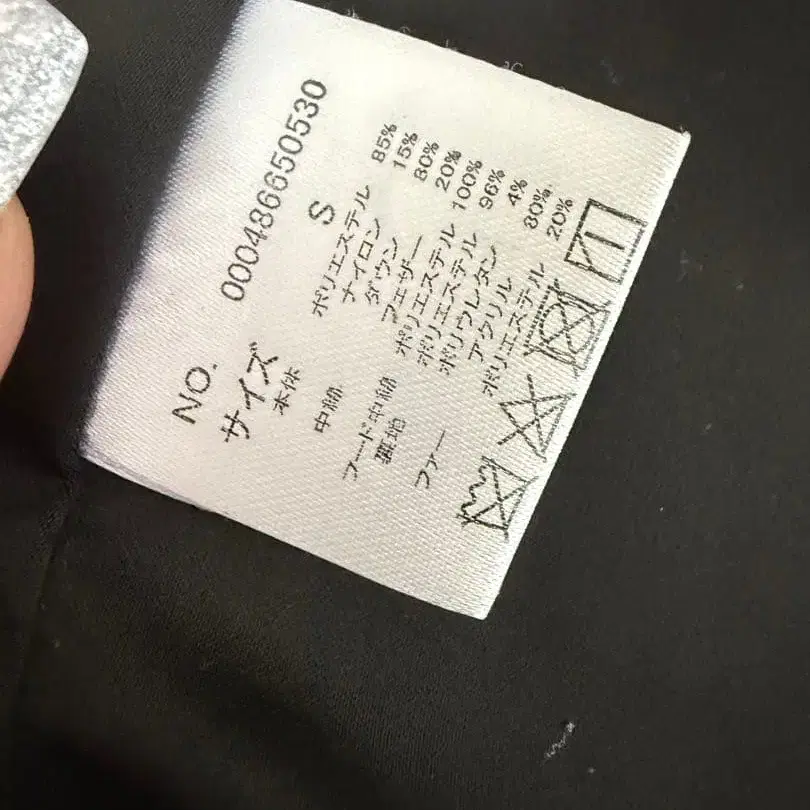 NO. 000486650530
サイズ S
本体 ポリエステル 85%
ナイロン 15%
中綿 ダウン 80%
フェザー 20%
フード中綿 ポリエステル 100%
裏地 ポリエステル 96%
ポリウレタン 4%
ファー アクリル 80%
ポリエステル 20%